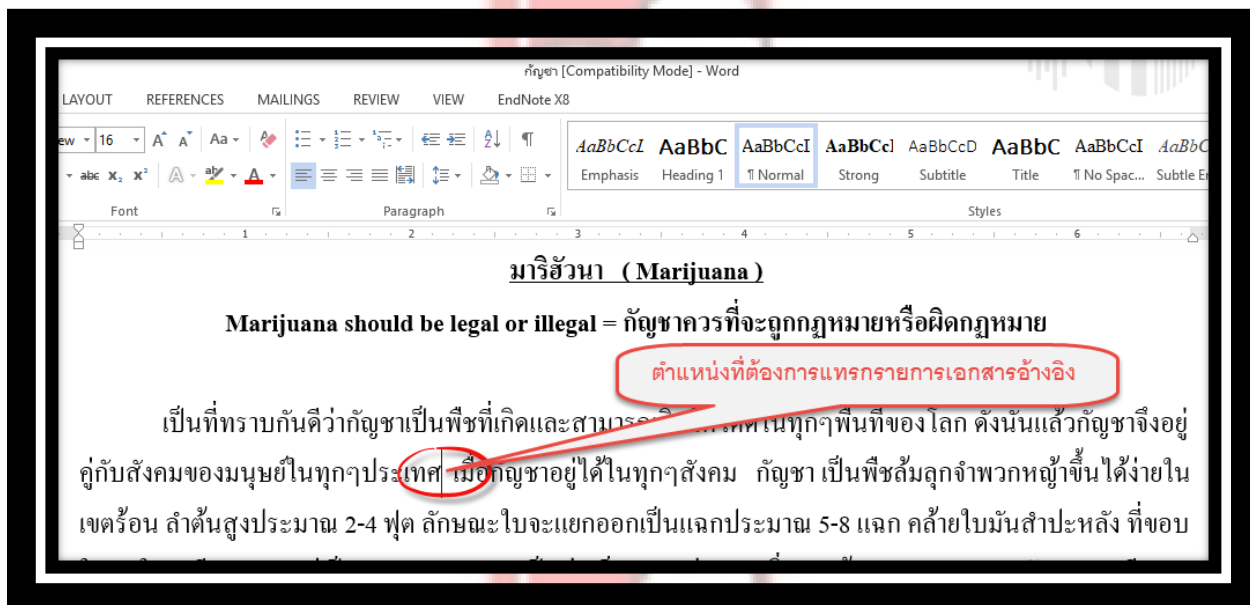 กัญชา [Compatibility Mode] - Word
LAYOUT REFERENCES MAILINGS REVIEW VIEW EndNote X8
ew 16 A A Aa
abc X₂ X² A aby A
AaBbCcI AaBbC AaBbCcI AaBbCcI AaBbCcD AaBbC AaBbCcI AaBbC
Emphasis Heading 1 ¶ Normal Strong Subtitle Title ¶ No Spac... Subtle E
Font Paragraph Styles
1 2 3 4 5 6
มาริฮัวนา ( Marijuana )
Marijuana should be legal or illegal = กัญชาควรที่จะถูกกฎหมายหรือผิดกฎหมาย
ตำแหน่งที่ต้องการแทรกรายการเอกสารอ้างอิง
เป็นที่ทราบกันดีว่ากัญชาเป็นพืชที่เกิดและสามารถ ในทุกๆพื้นที่ของโลก ดังนั้นแล้วกัญชาจึงอยู่
คู่กับสังคมของมนุษย์ในทุกๆประเทศ เมื่อกัญชาอยู่ได้ในทุกๆสังคม กัญชา เป็นพืชล้มลุกจำพวกหญ้าขึ้นได้ง่ายใน
เขตร้อน ลำต้นสูงประมาณ 2-4 ฟุต ลักษณะใบจะแยกออกเป็นแฉกประมาณ 5-8 แฉก คล้ายใบมันสำปะหลัง ที่ขอบ